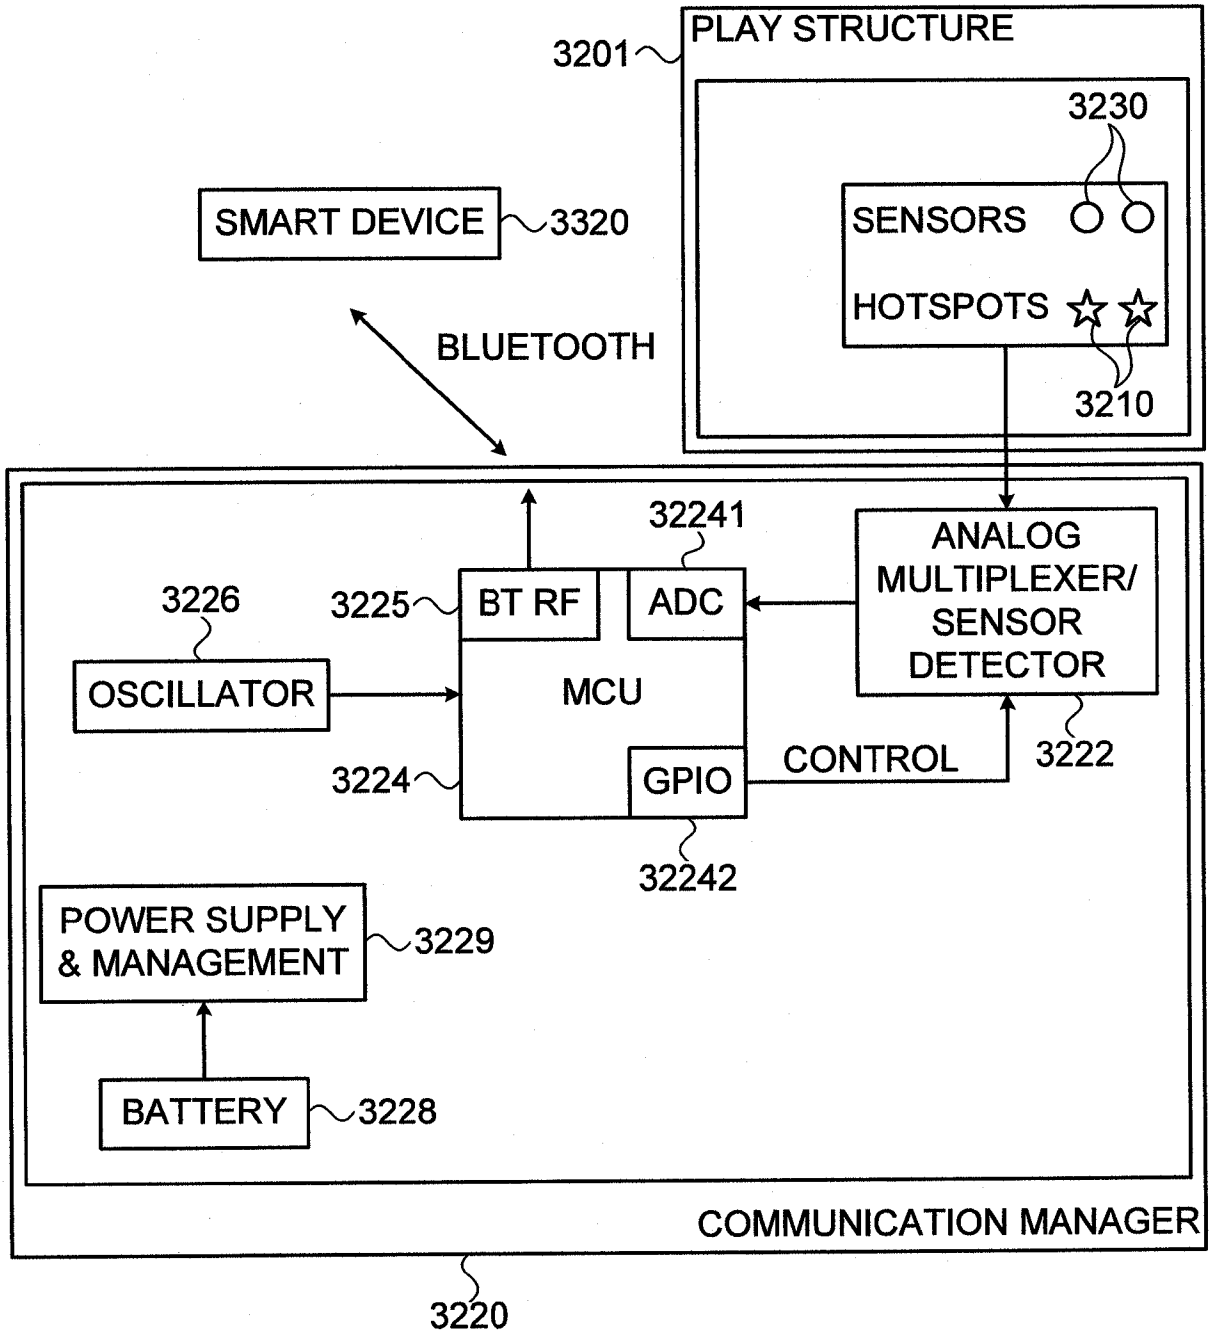 PLAY STRUCTURE
3201
3230
SMART DEVICE
3320
SENSORS
HOTSPOTS
BLUETOOTH
3210
32241
ANALOG
MULTIPLEXER/
SENSOR
DETECTOR
3226
3225
BT RF
ADC
OSCILLATOR
MCU
3222
3224
GPIO
CONTROL
32242
POWER SUPPLY
& MANAGEMENT
3229
BATTERY
3228
COMMUNICATION MANAGER
3220